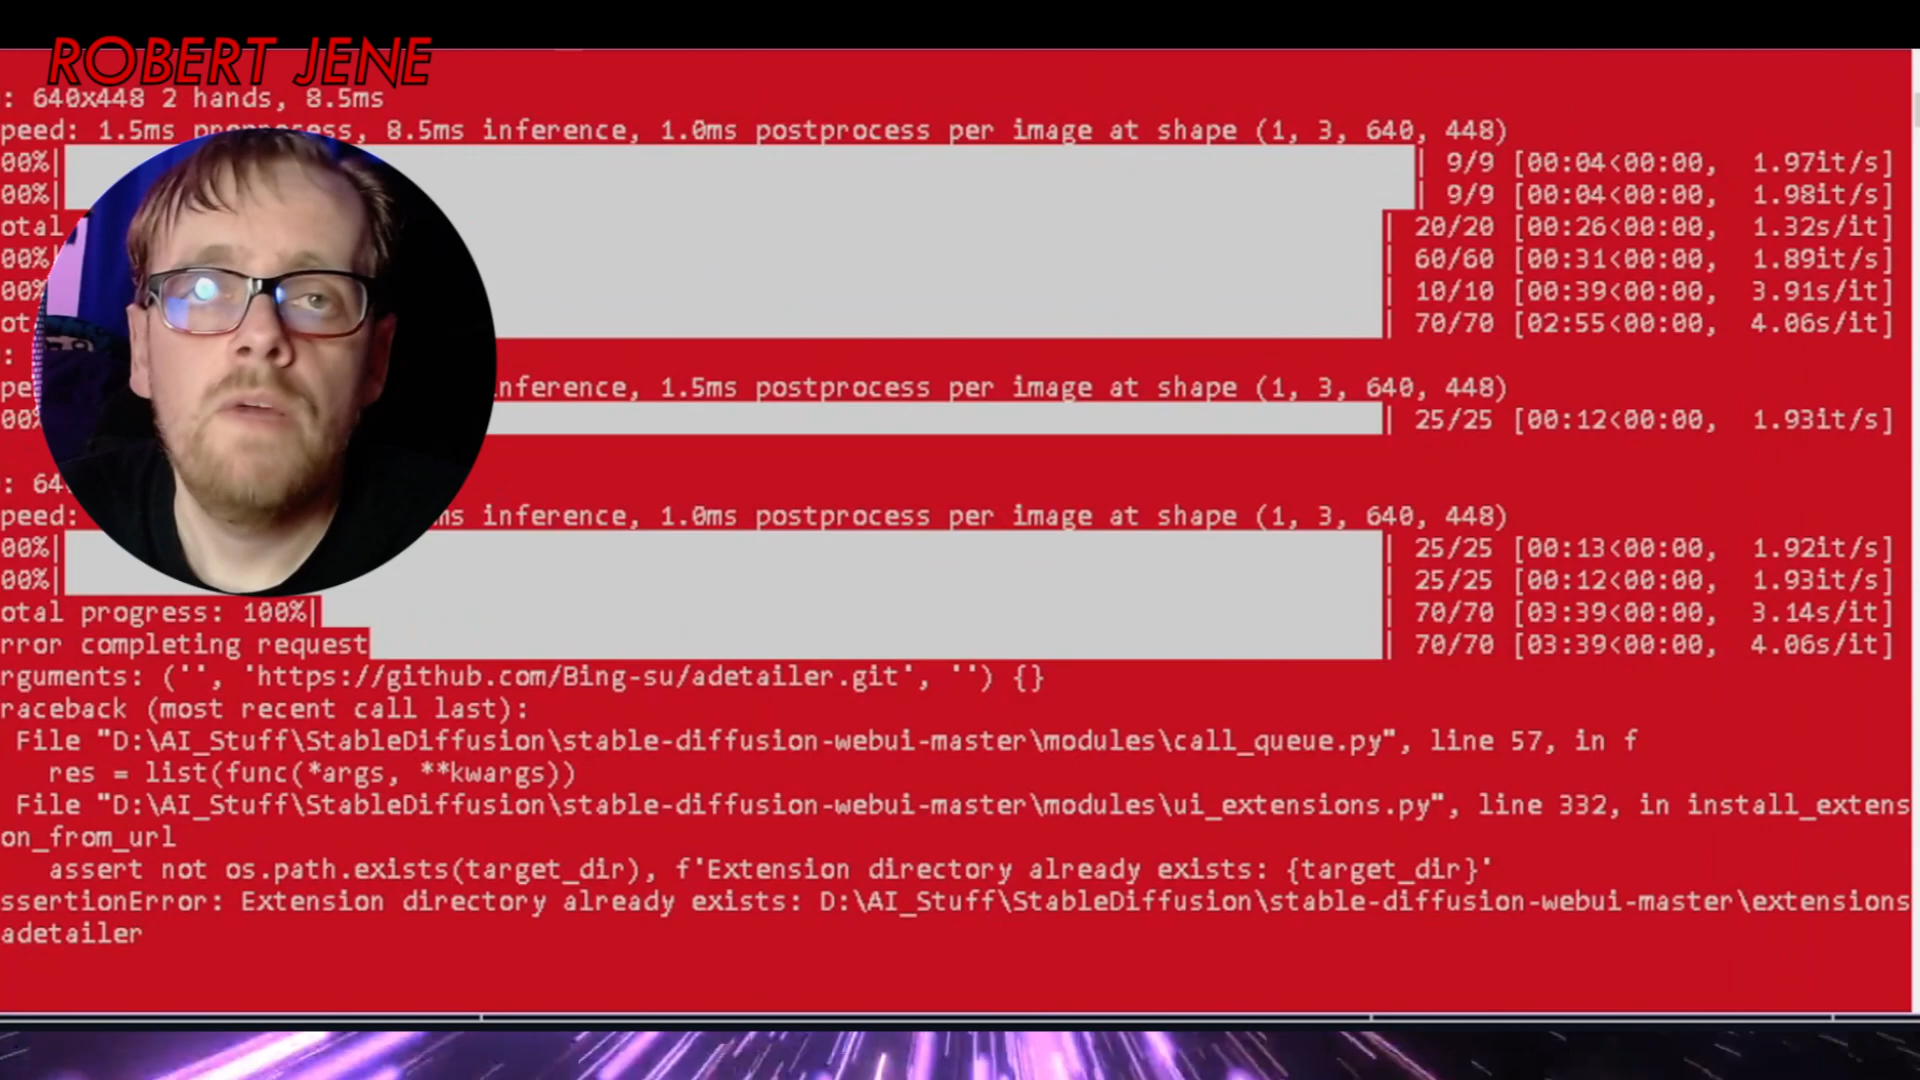 ROBERT JENE
: 640x448 2 hands, 8.5ms
peed: 1.5ms preprocess, 8.5ms inference, 1.0ms postprocess per image at shape (1, 3, 640, 448)
00%| | 9/9 [00:04<00:00, 1.97it/s]
00%| | 9/9 [00:04<00:00, 1.98it/s]
otal | 20/20 [00:26<00:00, 1.32s/it]
00%| | 60/60 [00:31<00:00, 1.89it/s]
00% | 10/10 [00:39<00:00, 3.91s/it]
ot | 70/70 [02:55<00:00, 4.06s/it]
:
pe nference, 1.5ms postprocess per image at shape (1, 3, 640, 448)
00% | 25/25 [00:12<00:00, 1.93it/s]
: 64
peed: ms inference, 1.0ms postprocess per image at shape (1, 3, 640, 448)
00%| | 25/25 [00:13<00:00, 1.92it/s]
00%| | 25/25 [00:12<00:00, 1.93it/s]
otal progress: 100%| | 70/70 [03:39<00:00, 3.14s/it]
rror completing request | 70/70 [03:39<00:00, 4.06s/it]
rguments: ('', 'https://github.com/Bing-su/adetailer.git', '') {}
raceback (most recent call last):
File "D:\AI_Stuff\StableDiffusion\stable-diffusion-webui-master\modules\call_queue.py", line 57, in f
res = list(func(*args, **kwargs))
File "D:\AI_Stuff\StableDiffusion\stable-diffusion-webui-master\modules\ui_extensions.py", line 332, in install_extens
on_from_url
assert not os.path.exists(target_dir), f'Extension directory already exists: {target_dir}'
ssertionError: Extension directory already exists: D:\AI_Stuff\StableDiffusion\stable-diffusion-webui-master\extensions
adetailer